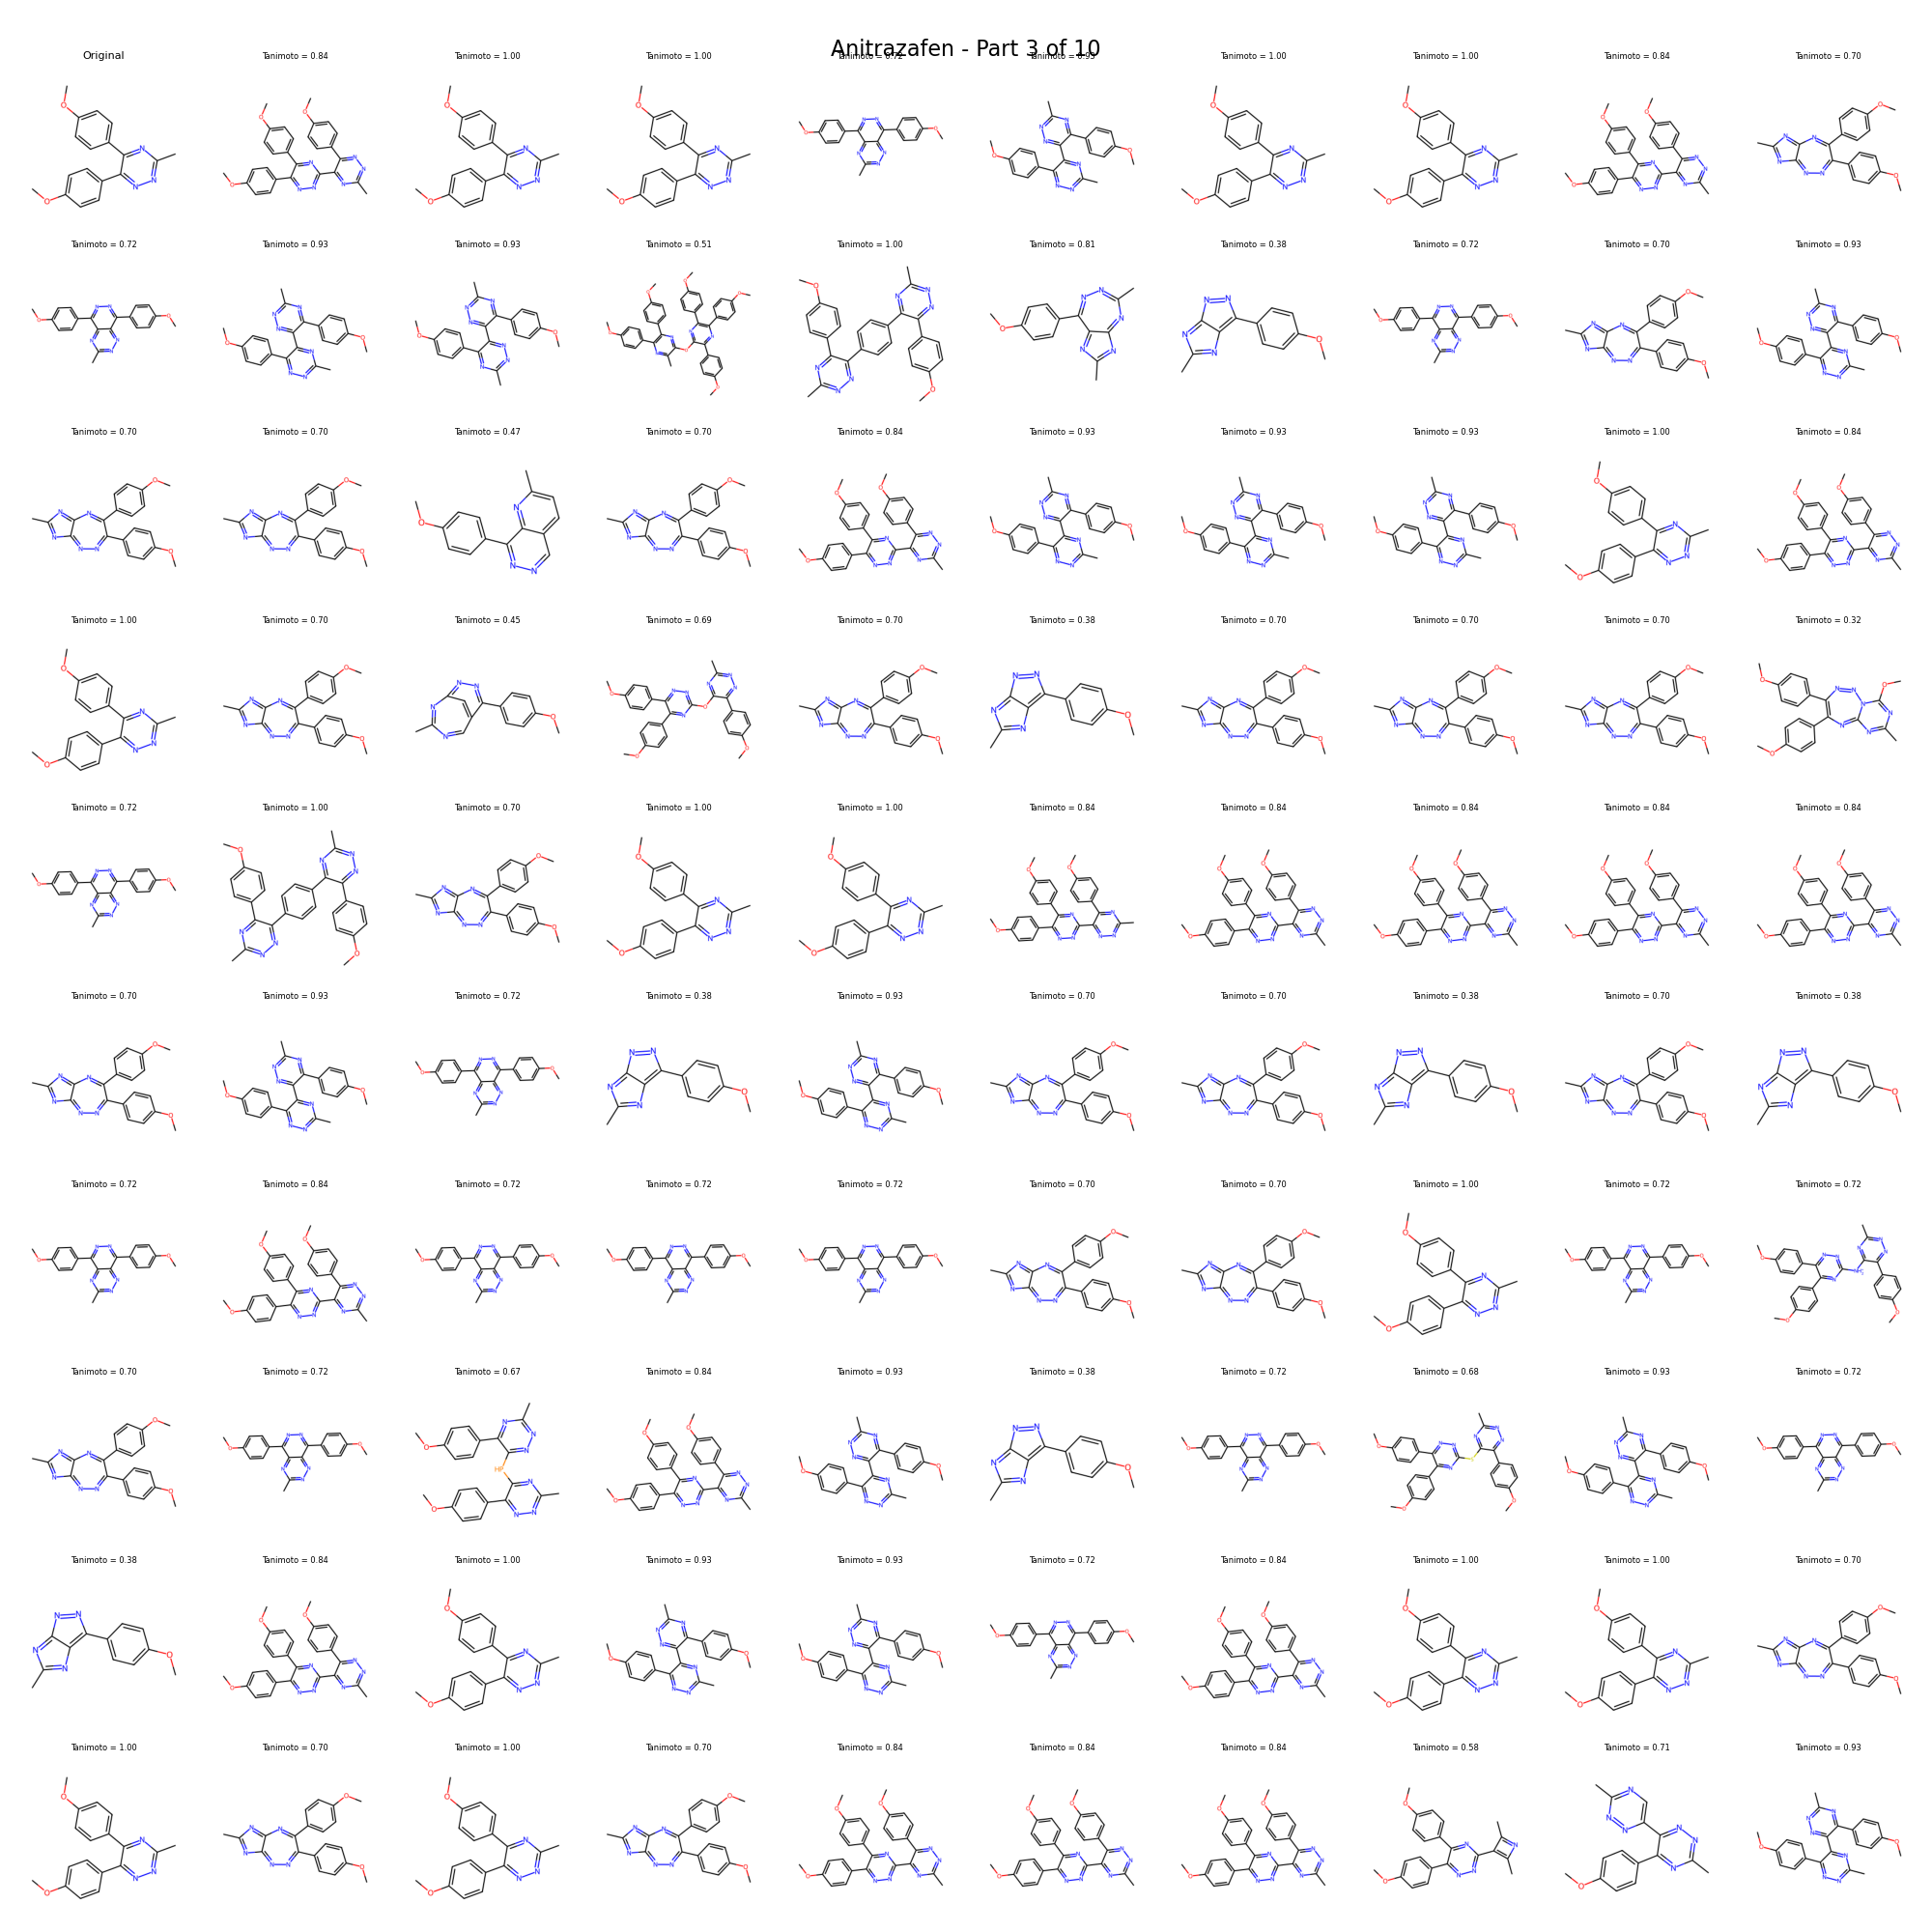 Anitrazafen - Part 3 of 10
Original Tanimoto = 0.84 Tanimoto = 1.00 Tanimoto = 1.00 Tanimoto = 0.72 Tanimoto = 0.93 Tanimoto = 1.00 Tanimoto = 1.00 Tanimoto = 0.84 Tanimoto = 0.70
Tanimoto = 0.72 Tanimoto = 0.93 Tanimoto = 0.93 Tanimoto = 0.51 Tanimoto = 1.00 Tanimoto = 0.81 Tanimoto = 0.38 Tanimoto = 0.72 Tanimoto = 0.70 Tanimoto = 0.93
Tanimoto = 0.70 Tanimoto = 0.70 Tanimoto = 0.47 Tanimoto = 0.70 Tanimoto = 0.84 Tanimoto = 0.93 Tanimoto = 0.93 Tanimoto = 0.93 Tanimoto = 1.00 Tanimoto = 0.84
Tanimoto = 1.00 Tanimoto = 0.70 Tanimoto = 0.45 Tanimoto = 0.69 Tanimoto = 0.70 Tanimoto = 0.38 Tanimoto = 0.70 Tanimoto = 0.70 Tanimoto = 0.70 Tanimoto = 0.32
Tanimoto = 0.72 Tanimoto = 1.00 Tanimoto = 0.70 Tanimoto = 1.00 Tanimoto = 1.00 Tanimoto = 0.84 Tanimoto = 0.84 Tanimoto = 0.84 Tanimoto = 0.84 Tanimoto = 0.84
Tanimoto = 0.70 Tanimoto = 0.93 Tanimoto = 0.72 Tanimoto = 0.38 Tanimoto = 0.93 Tanimoto = 0.70 Tanimoto = 0.70 Tanimoto = 0.38 Tanimoto = 0.70 Tanimoto = 0.38
Tanimoto = 0.72 Tanimoto = 0.84 Tanimoto = 0.72 Tanimoto = 0.72 Tanimoto = 0.72 Tanimoto = 0.70 Tanimoto = 0.70 Tanimoto = 1.00 Tanimoto = 0.72 Tanimoto = 0.72
Tanimoto = 0.70 Tanimoto = 0.72 Tanimoto = 0.67 Tanimoto = 0.84 Tanimoto = 0.93 Tanimoto = 0.38 Tanimoto = 0.72 Tanimoto = 0.68 Tanimoto = 0.93 Tanimoto = 0.72
Tanimoto = 0.38 Tanimoto = 0.84 Tanimoto = 1.00 Tanimoto = 0.93 Tanimoto = 0.93 Tanimoto = 0.72 Tanimoto = 0.84 Tanimoto = 1.00 Tanimoto = 1.00 Tanimoto = 0.70
Tanimoto = 1.00 Tanimoto = 0.70 Tanimoto = 1.00 Tanimoto = 0.70 Tanimoto = 0.84 Tanimoto = 0.84 Tanimoto = 0.84 Tanimoto = 0.58 Tanimoto = 0.71 Tanimoto = 0.93